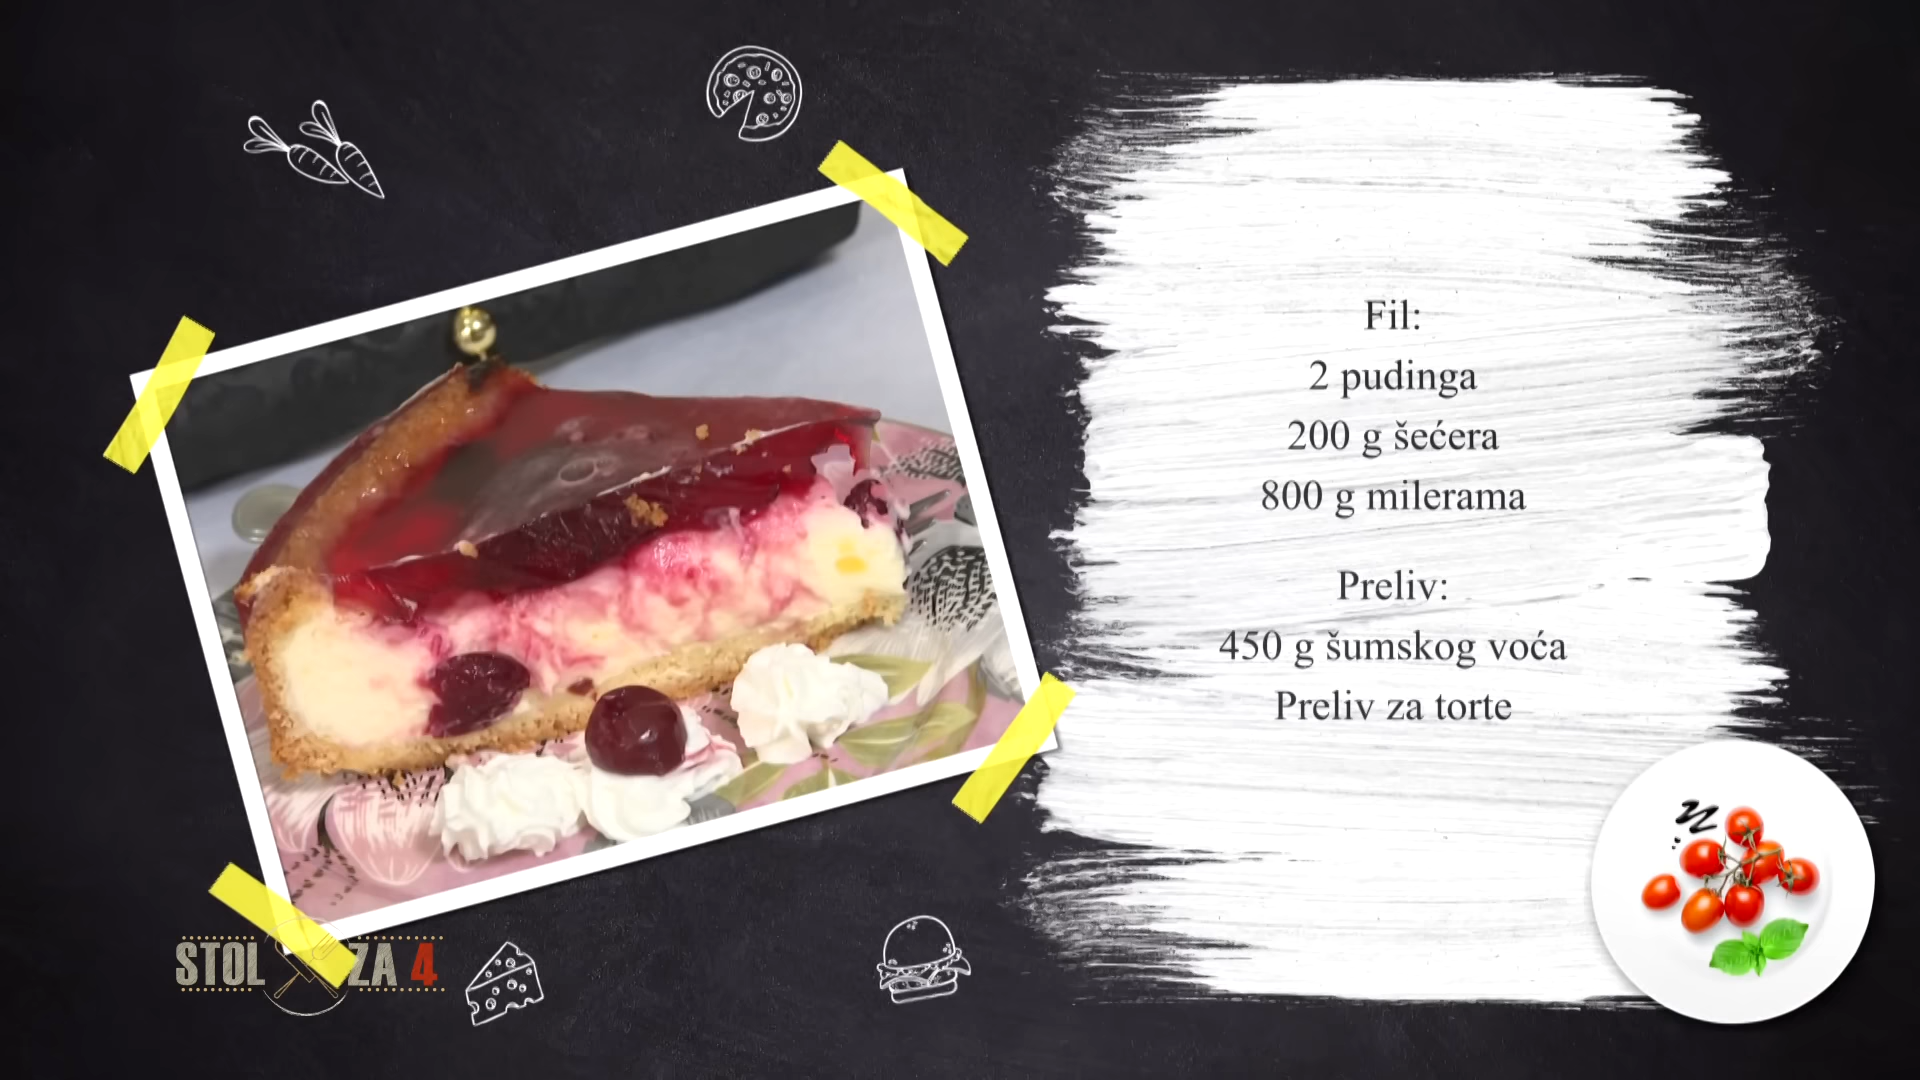 Fil:
2 pudinga
200 g šećera
800 g milerama
Preliv:
450 g šumskog voća
Preliv za torte
STOL ZA 4